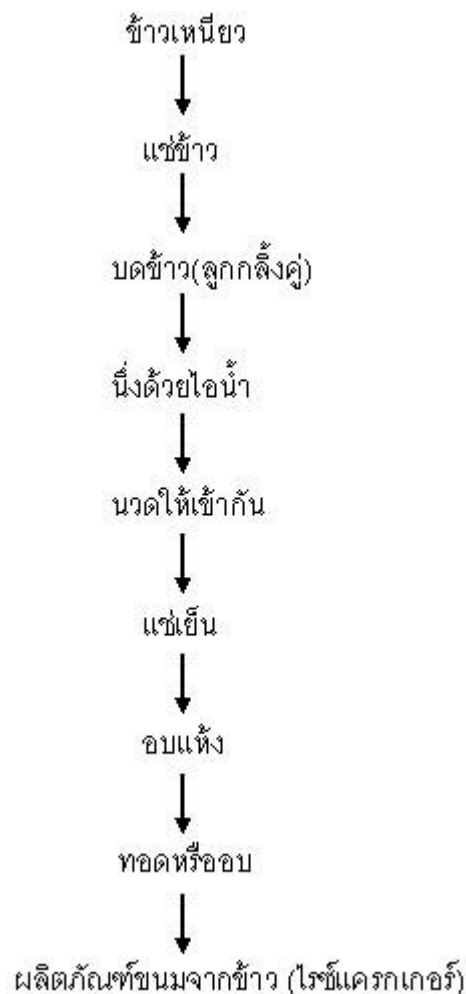 ข้าวเหนียว
แช่ข้าว
บดข้าว(ลูกกลิ้งคู่)
นึ่งด้วยไอน้ำ
นวดให้เข้ากัน
แช่เย็น
อบแห้ง
ทอดหรืออบ
ผลิตภัณฑ์ขนมจากข้าว (ไรซ์แครกเกอร์)